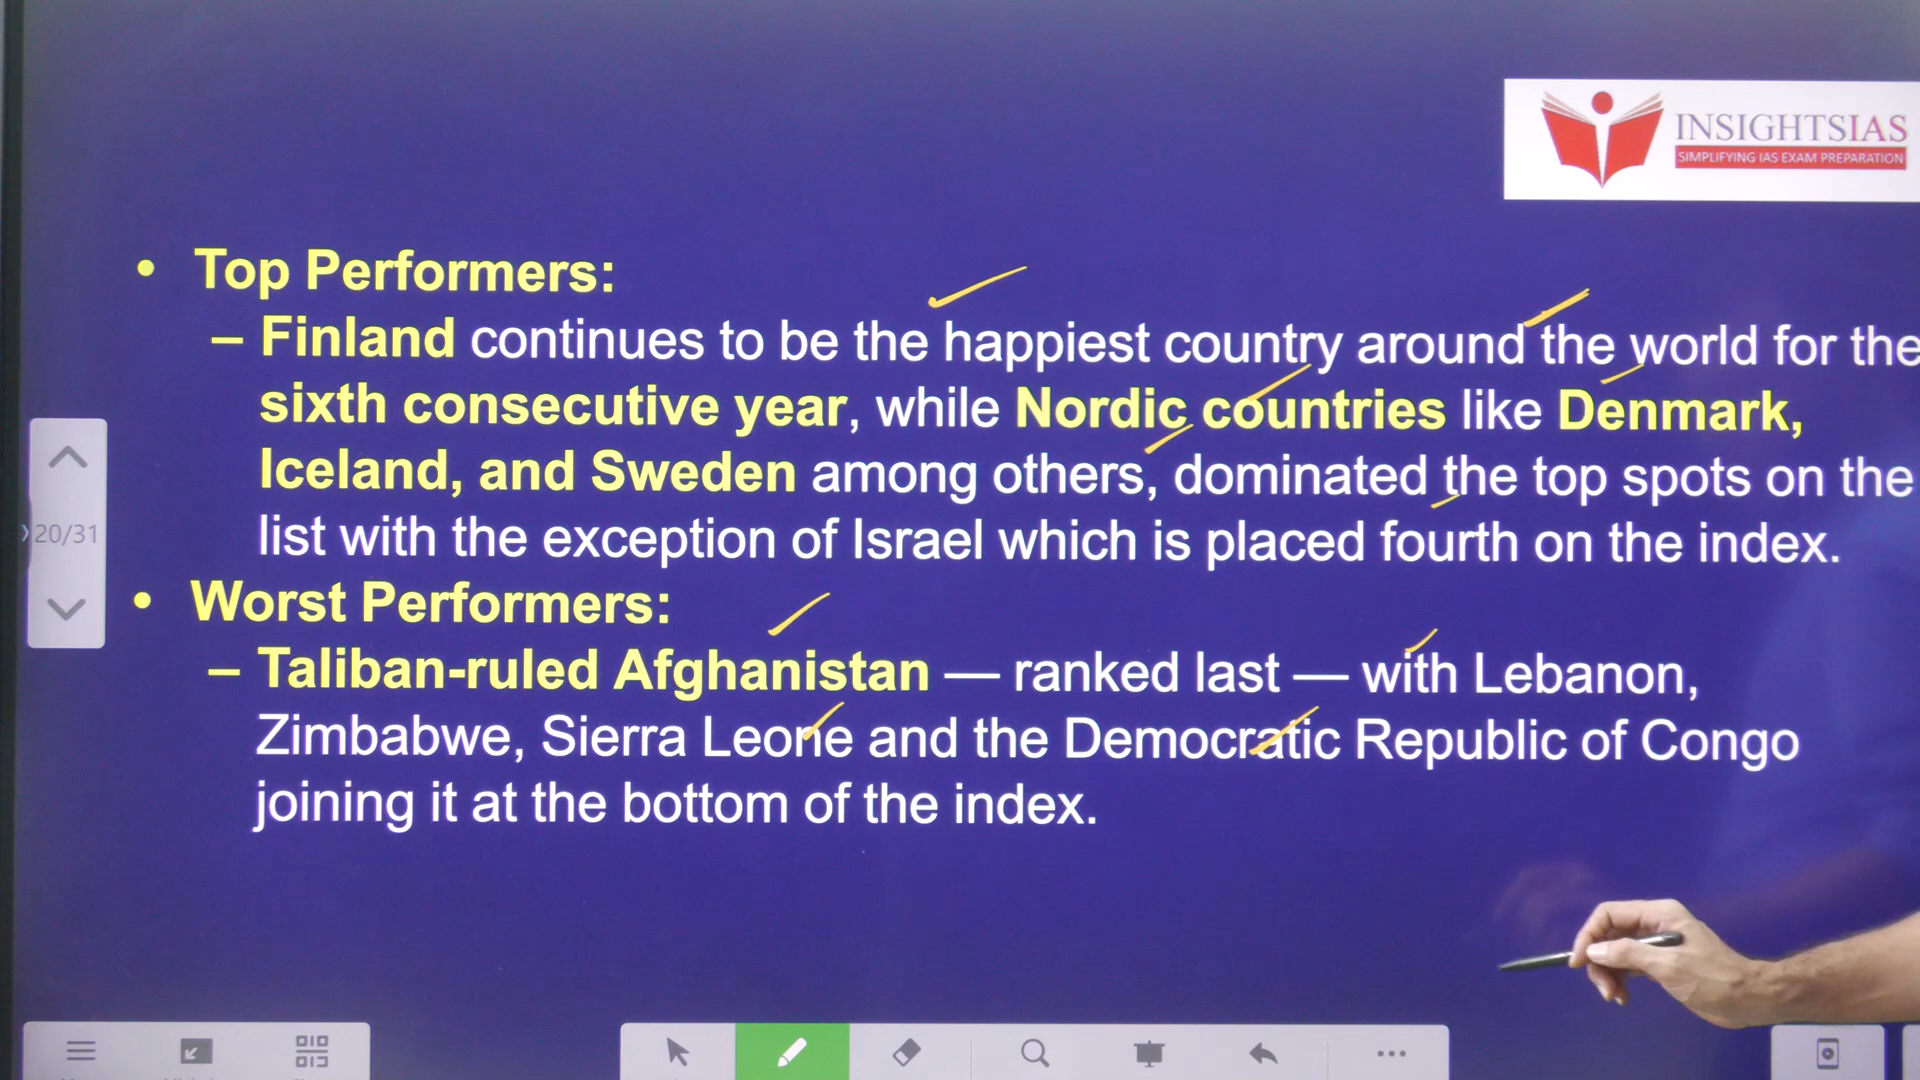 INSIGHTSIAS
SIMPLIFYING IAS EXAM PREPARATION
• Top Performers:
– Finland continues to be the happiest country around the world for the
sixth consecutive year, while Nordic countries like Denmark,
Iceland, and Sweden among others, dominated the top spots on the
list with the exception of Israel which is placed fourth on the index.
• Worst Performers:
– Taliban-ruled Afghanistan — ranked last — with Lebanon,
Zimbabwe, Sierra Leone and the Democratic Republic of Congo
joining it at the bottom of the index.
20/31